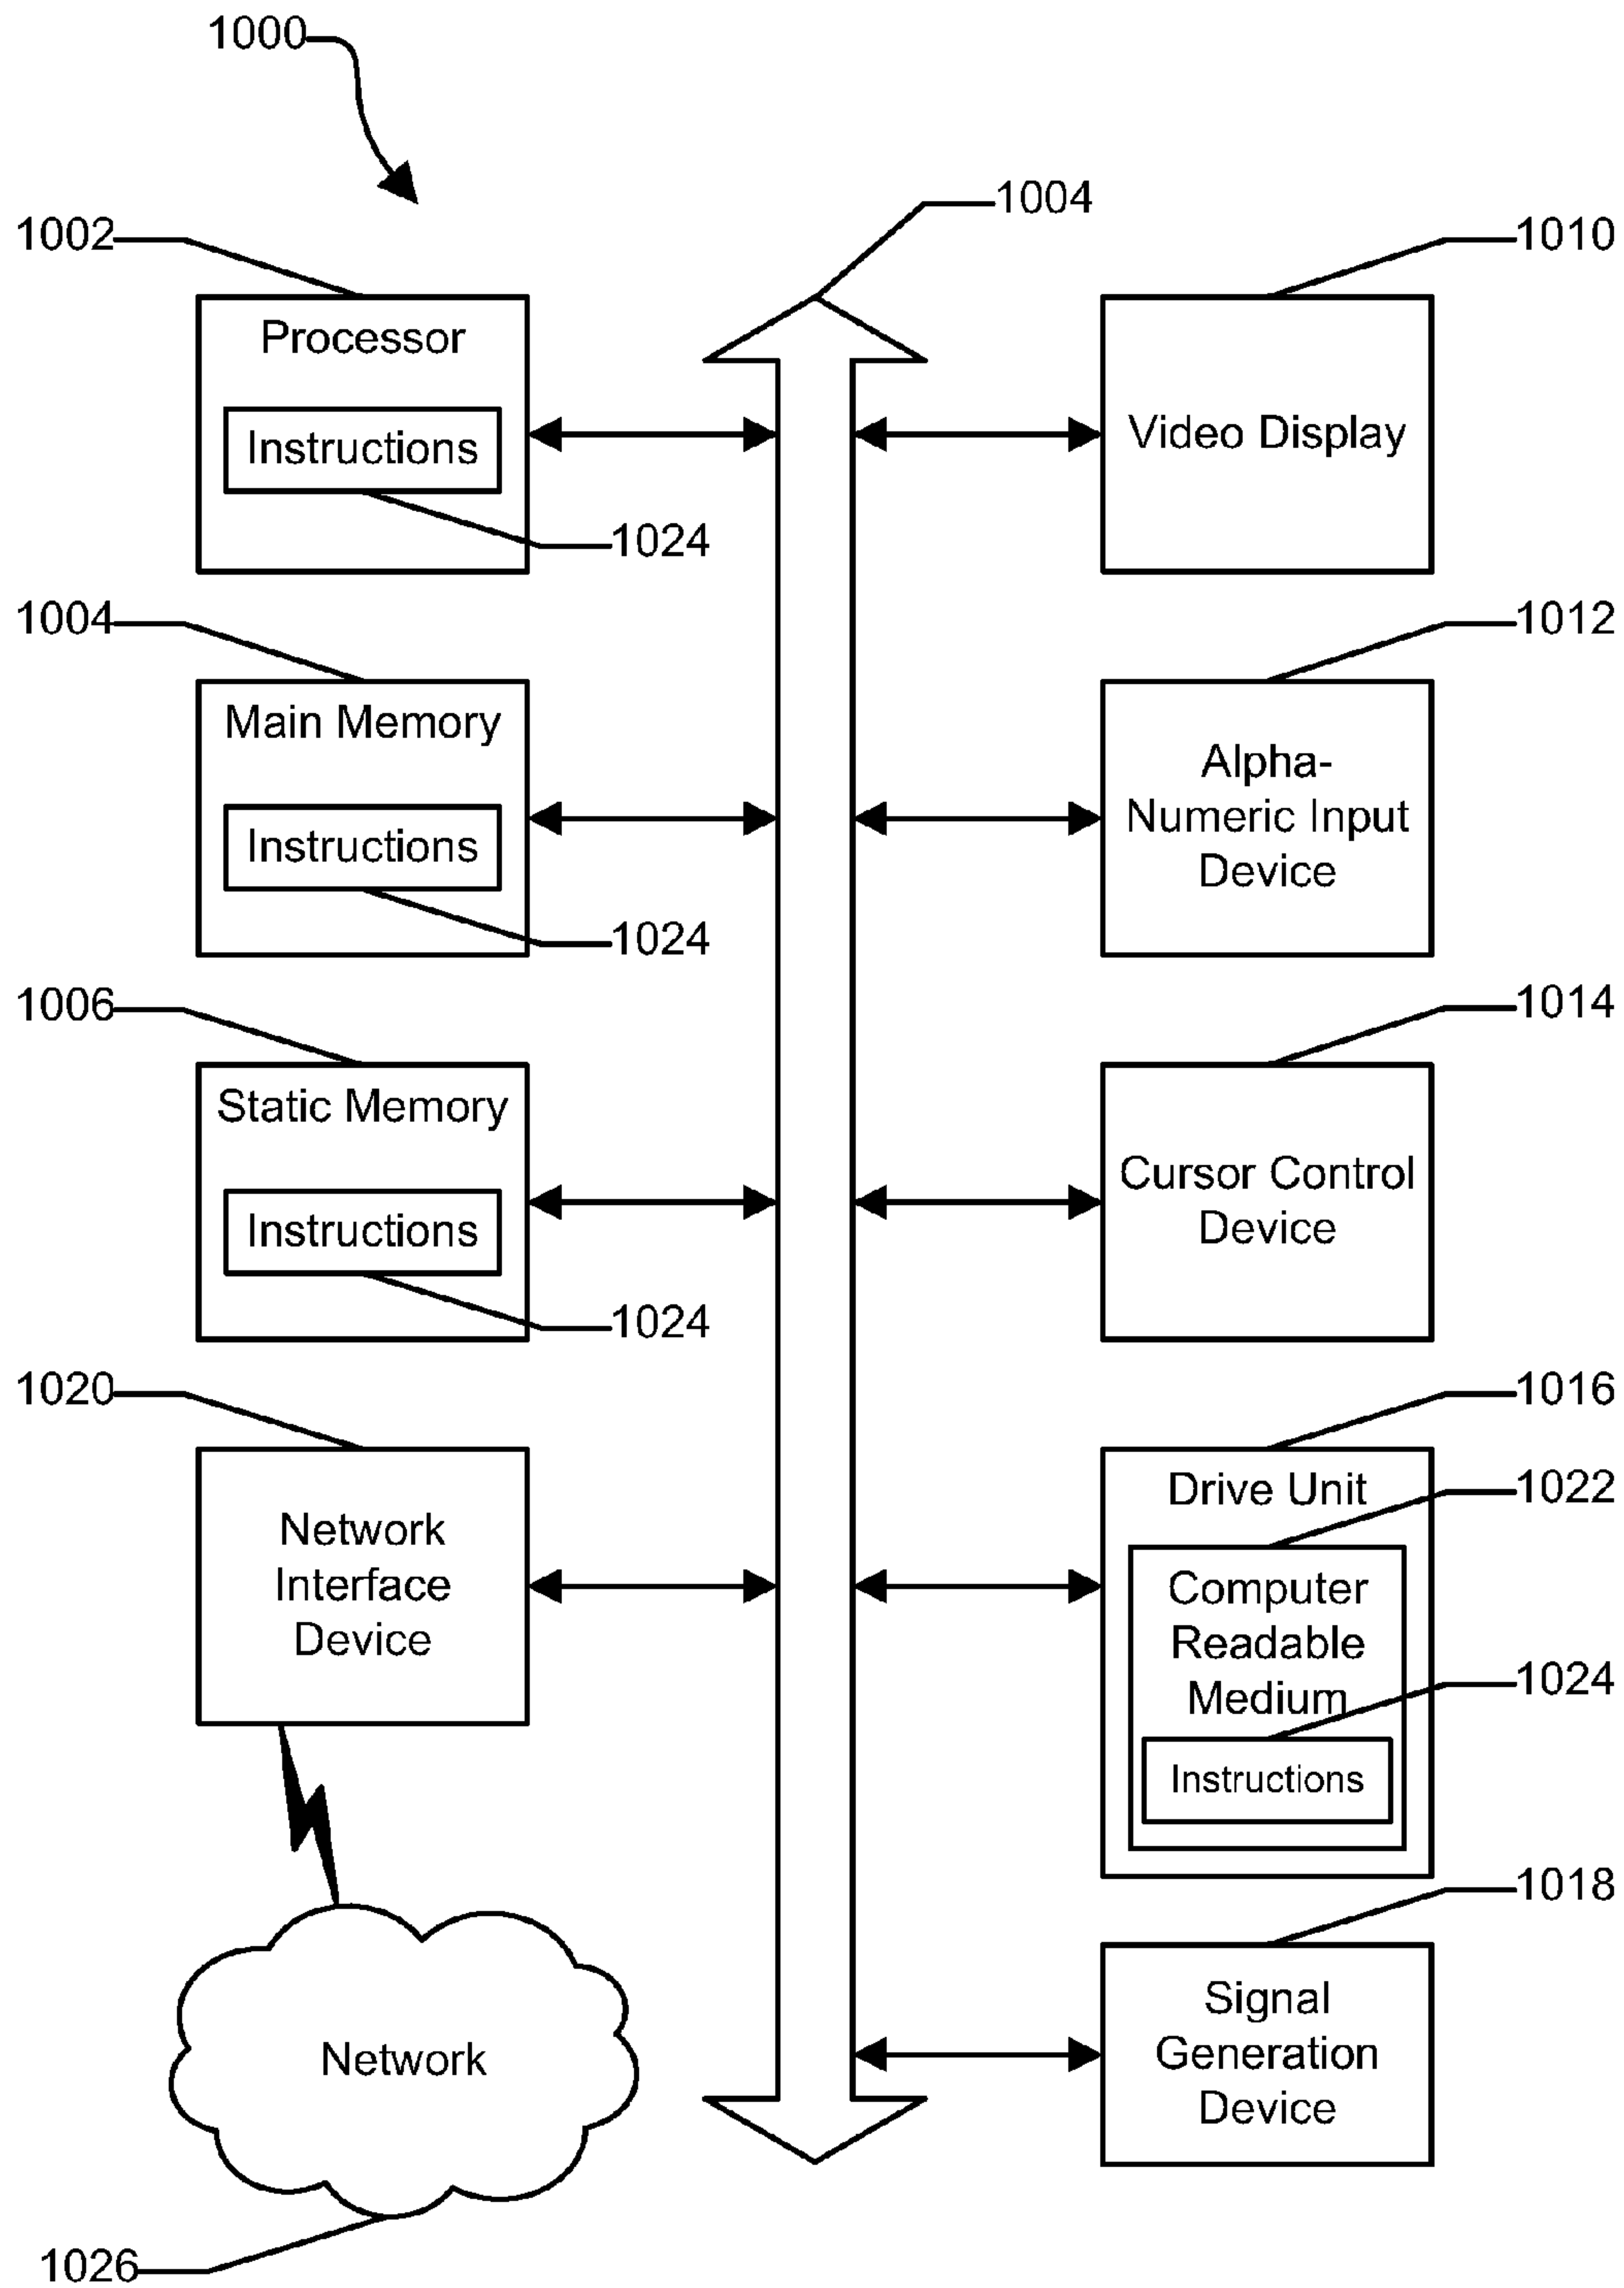 1000
1004
1002
1010
Processor
Instructions
1024
Video Display
1004
1012
Main Memory
Instructions
1024
Alpha-
Numeric Input
Device
1006
1014
Static Memory
Instructions
1024
Cursor Control
Device
1020
1016
Network
Interface
Device
Drive Unit
1022
Computer
Readable
Medium
1024
Instructions
1018
Network
Signal
Generation
Device
1026